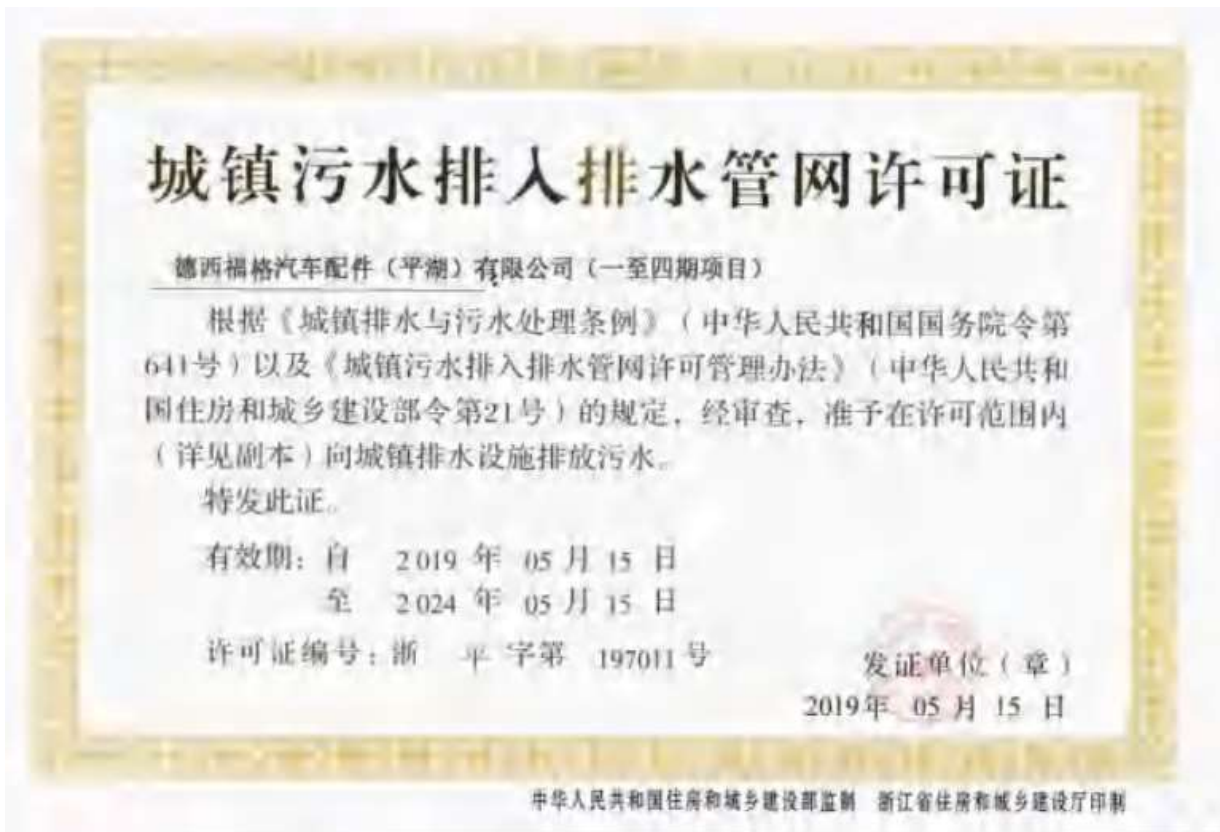 城镇污水排入排水管网许可证
德西福格汽车配件（平湖）有限公司（一至四期项目）
根据《城镇排水与污水处理条例》（中华人民共和国国务院令第
641号）以及《城镇污水排入排水管网许可管理办法》（中华人民共和
国住房和城乡建设部令第21号）的规定，经审查，准予在许可范围内
（详见副本）向城镇排水设施排放污水。
特发此证。
有效期：自 2019 年 05 月 15 日
至 2024 年 05 月 15 日
许可证编号：浙 平 字第 197011 号
发证单位（章）
2019年 05 月 15 日
中华人民共和国住房和城乡建设部监制 浙江省住房和城乡建设厅印制